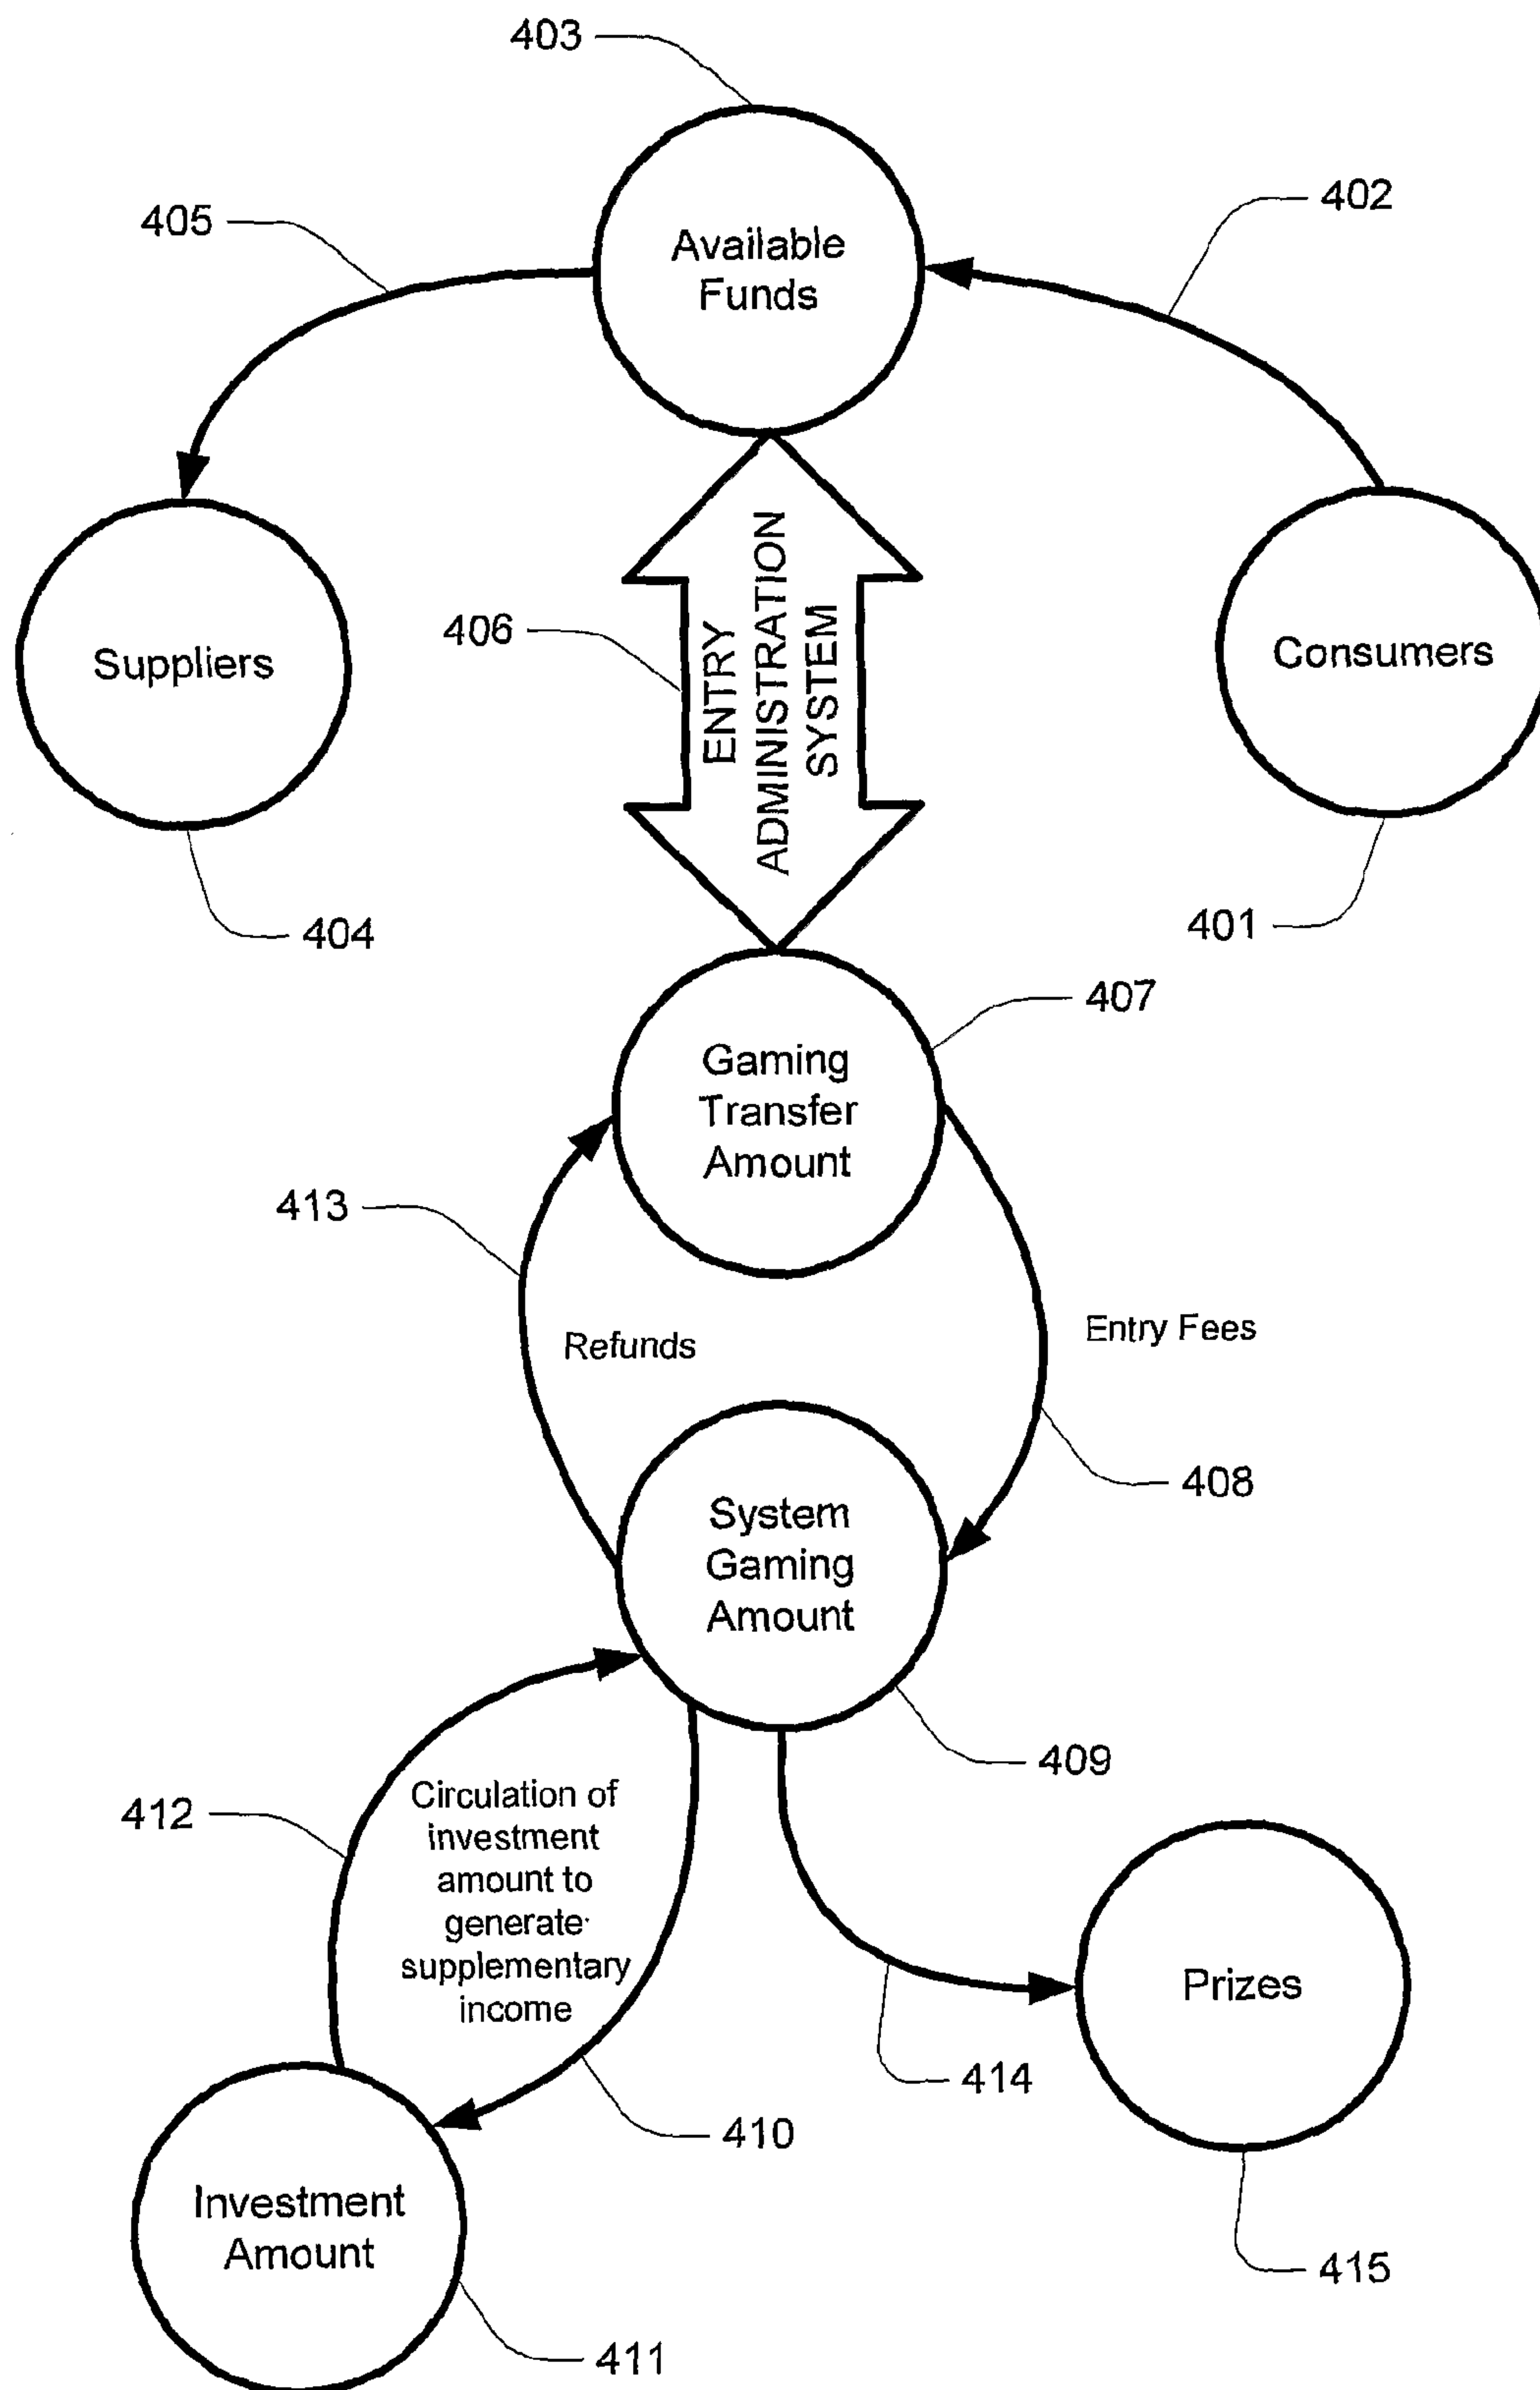 403
402
405
Available
Funds
406
ENTRY
ADMINISTRATION
SYSTEM
Suppliers
Consumers
404
401
407
Gaming
Transfer
Amount
413
Entry Fees
Refunds
408
System
Gaming
Amount
409
412
Circulation of
investment
amount to
generate
supplementary
income
Prizes
414
410
Investment
Amount
415
411